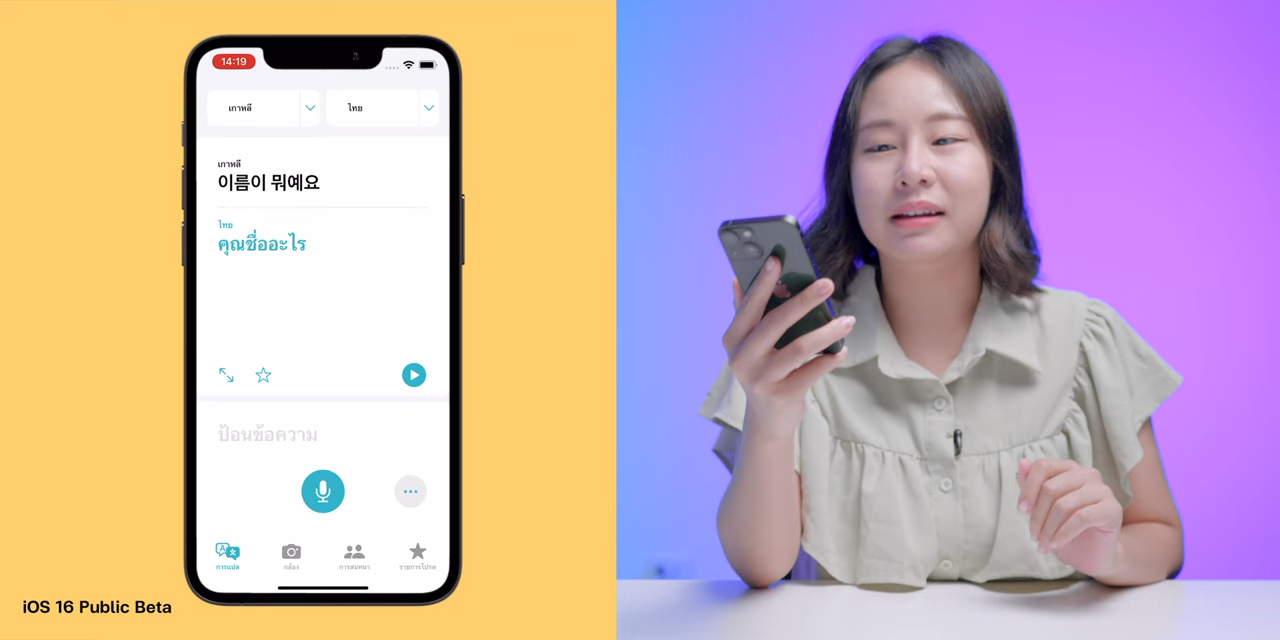 14:19
เกาหลี
ไทย
เกาหลี
이름이 뭐예요
ไทย
คุณชื่ออะไร
ป้อนข้อความ
การแปล
กล้อง
การสนทนา
รายการโปรด
iOS 16 Public Beta